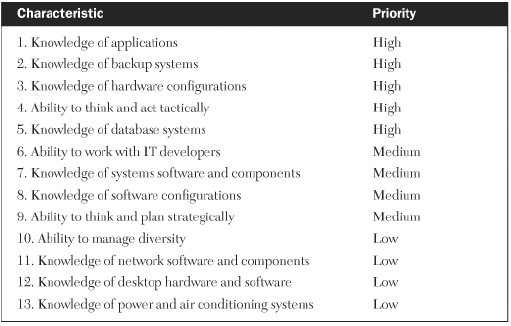 Characteristic Priority
1. Knowledge of applications High
2. Knowledge of backup systems High
3. Knowledge of hardware configurations High
4. Ability to think and act tactically High
5. Knowledge of database systems High
6. Ability to work with IT developers Medium
7. Knowledge of systems software and components Medium
8. Knowledge of software configurations Medium
9. Ability to think and plan strategically Medium
10. Ability to manage diversity Low
11. Knowledge of network software and components Low
12. Knowledge of desktop hardware and software Low
13. Knowledge of power and air conditioning systems Low